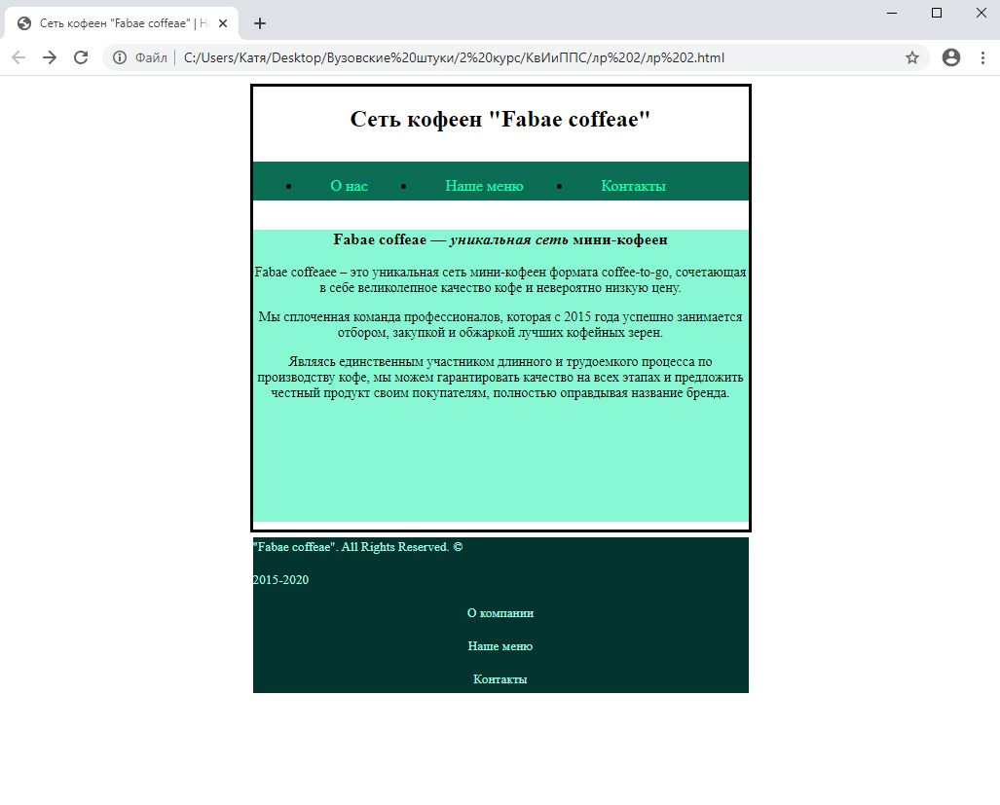 Сеть кофеен "Fabae coffeae" | Н
Файл | C:/Users/Катя/Desktop/Вузовские%20штуки/2%20курс/КвИиППС/лр%202/лр%202.html
Сеть кофеен "Fabae coffeae"
• О нас • Наше меню • Контакты
Fabae coffeae — уникальная сеть мини-кофеен
Fabae coffeaee – это уникальная сеть мини-кофеен формата coffee-to-go, сочетающая
в себе великолепное качество кофе и невероятно низкую цену.
Мы сплоченная команда профессионалов, которая с 2015 года успешно занимается
отбором, закупкой и обжаркой лучших кофейных зерен.
Являясь единственным участником длинного и трудоемкого процесса по
производству кофе, мы можем гарантировать качество на всех этапах и предложить
честный продукт своим покупателям, полностью оправдывая название бренда.
"Fabae coffeae". All Rights Reserved. ©
2015-2020
О компании
Наше меню
Контакты